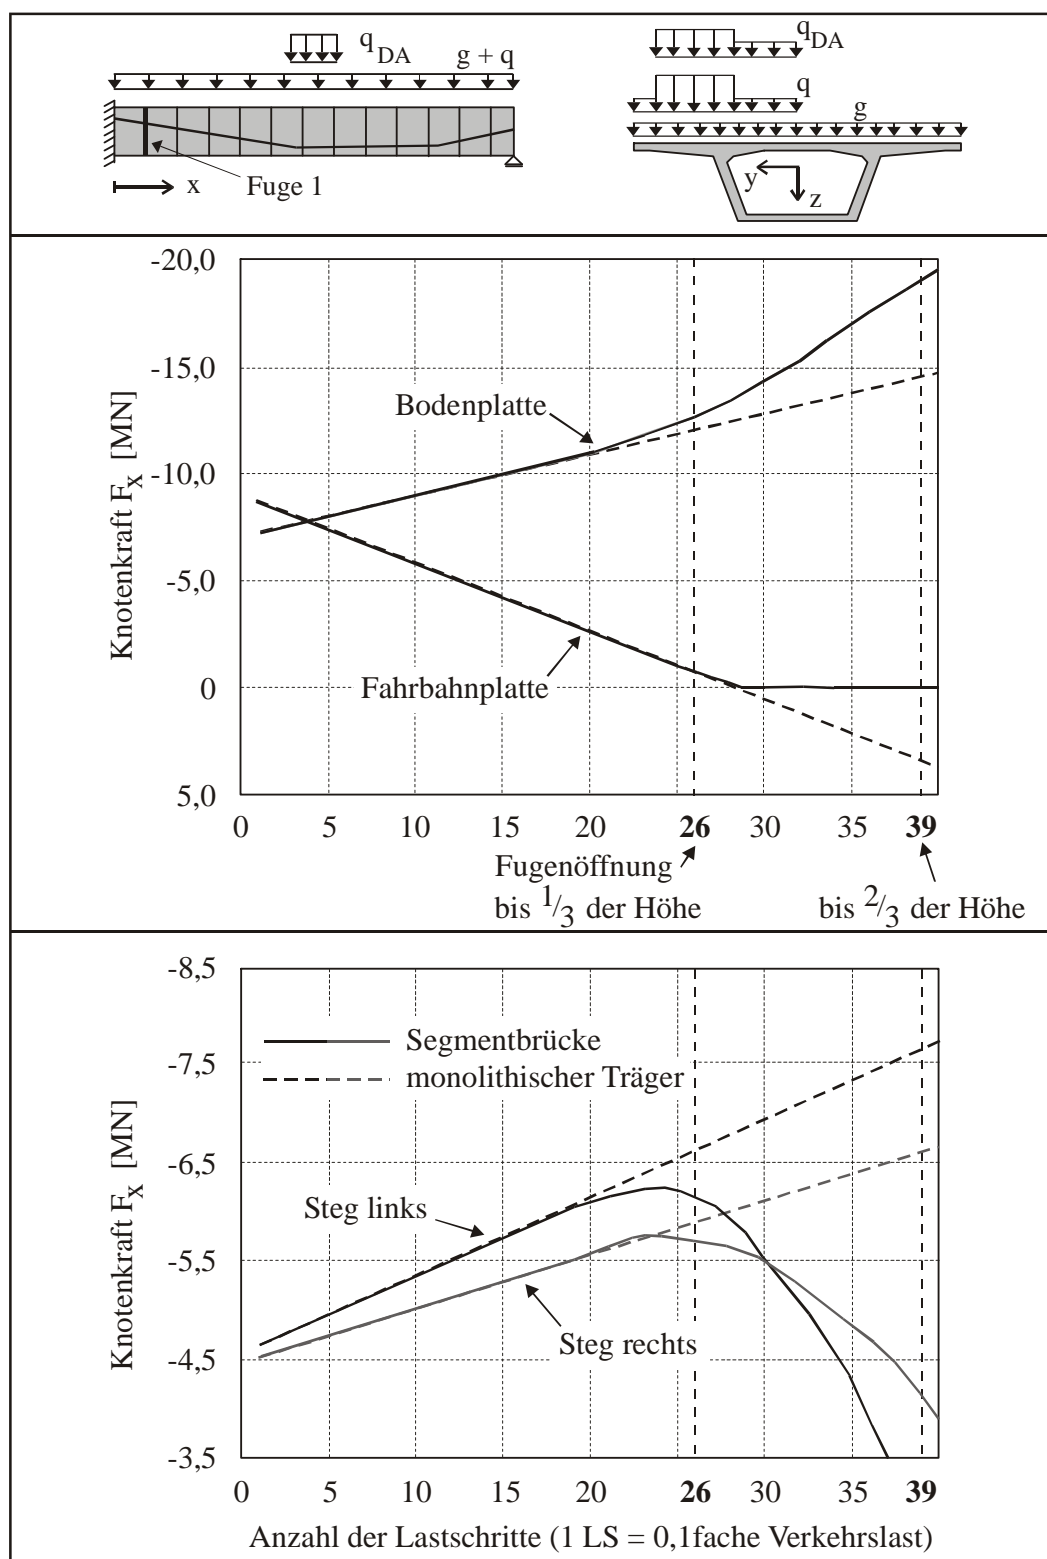 q DA
g + q
x
Fuge 1
q DA
q
g
y
z
Knotenkraft Fx [MN]
-20,0
-15,0
-10,0
-5,0
0
5,0
Bodenplatte
Fahrbahnplatte
0 5 10 15 20 26 30 35 39
Fugenöffnung
bis 1/3 der Höhe
bis 2/3 der Höhe
Knotenkraft Fx [MN]
-8,5
-7,5
-6,5
-5,5
-4,5
-3,5
Segmentbrücke
monolithischer Träger
Steg links
Steg rechts
0 5 10 15 20 26 30 35 39
Anzahl der Lastschritte (1 LS = 0,1fache Verkehrslast)